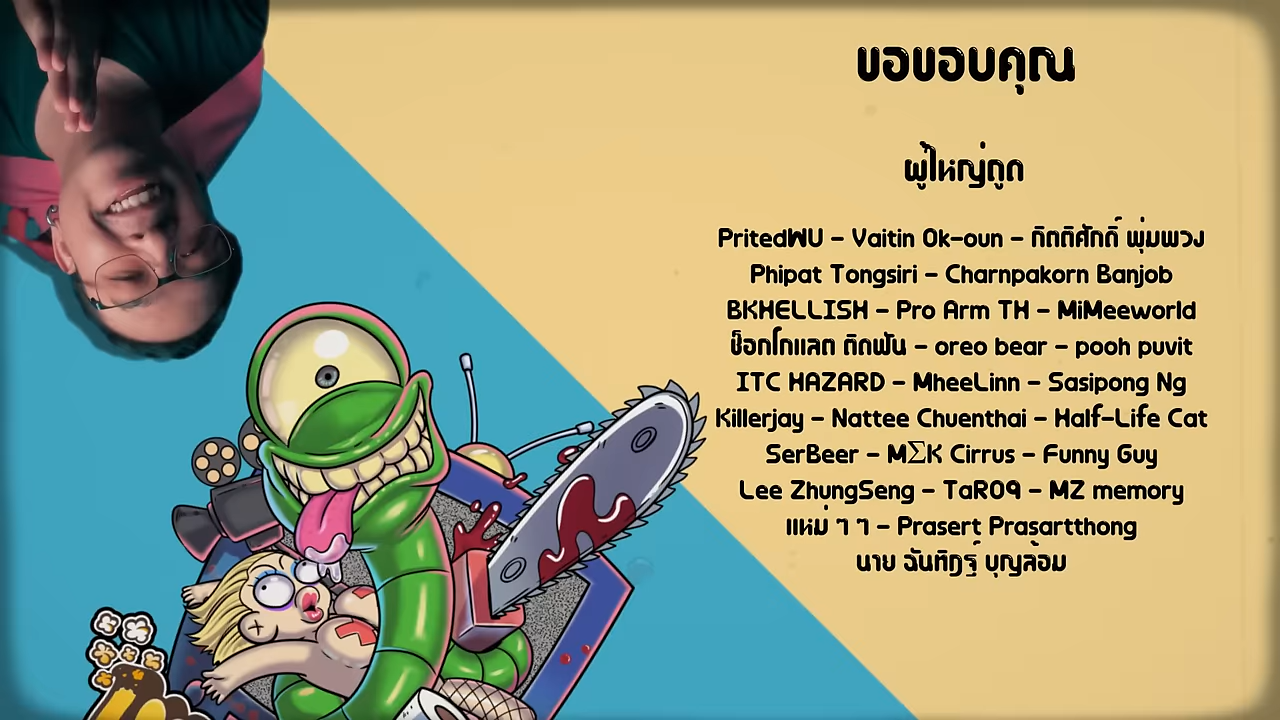 ขอขอบคุณ
ผู้ใหญ่กูด
PritedWU - Vaitin Ok-oun - กิตติศักดิ์ พุ่มพวง
Phipat Tongsiri - Charnpakorn Banjob
BKHELLISH - Pro Arm TH - MiMeeworld
ช็อกโกแลต ติดฟัน - oreo bear - pooh puvit
ITC HAZARD - MheeLinn - Sasipong Ng
Killerjay - Nattee Chuenthai - Half-Life Cat
SerBeer - MΣK Cirrus - Funny Guy
Lee ZhungSeng - TaRO9 - MZ memory
แหม่ ๆ ๆ - Prasert Prasartthong
นาย ฉันทิฏฐ์ บุญล้อม